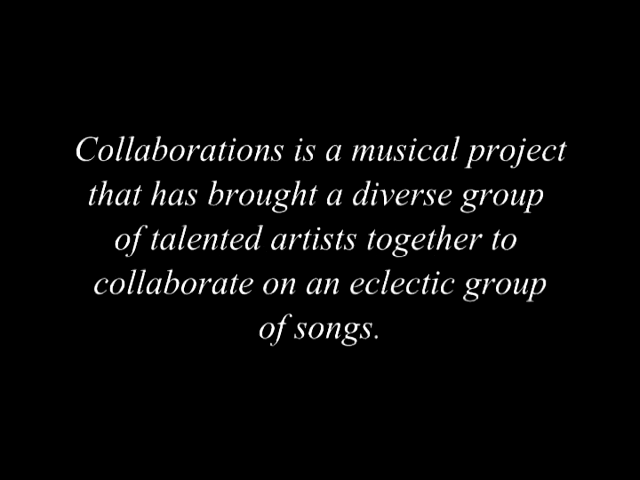 Collaborations is a musical project
that has brought a diverse group
of talented artists together to
collaborate on an eclectic group
of songs.